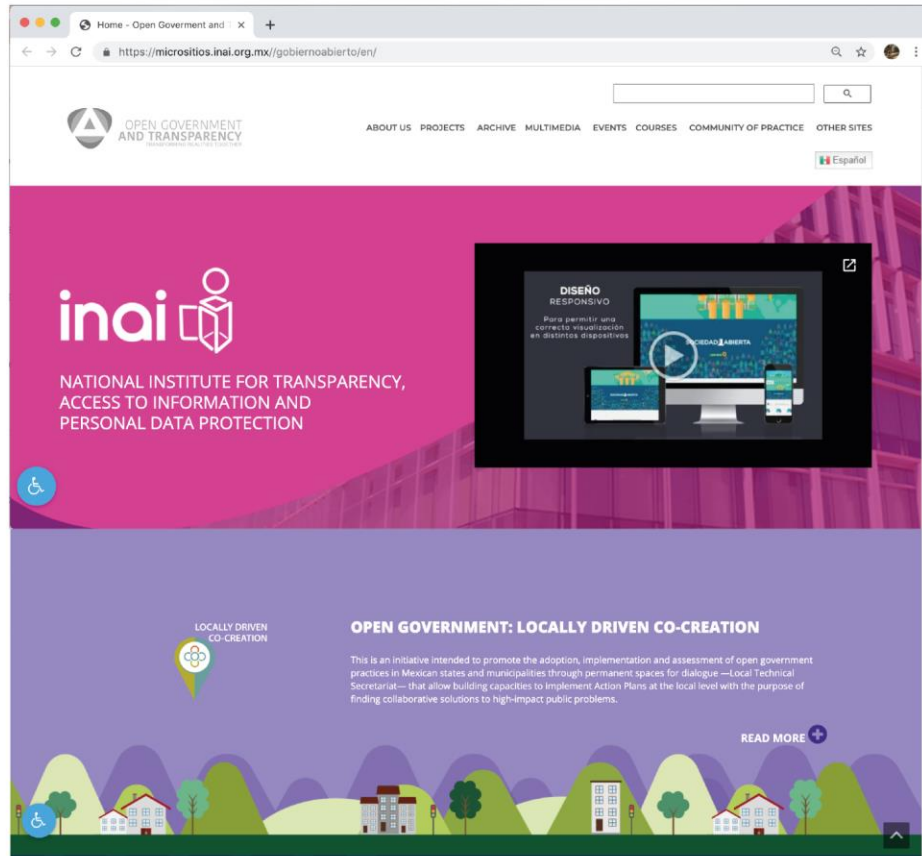 Home - Open Goverment and T
https://micrositios.inai.org.mx//gobiernoabierto/en/
OPEN GOVERNMENT
AND TRANSPARENCY
TRANSFORMING REALITIES TOGETHER
ABOUT US PROJECTS ARCHIVE MULTIMEDIA EVENTS COURSES COMMUNITY OF PRACTICE OTHER SITES
Español
inai
NATIONAL INSTITUTE FOR TRANSPARENCY,
ACCESS TO INFORMATION AND
PERSONAL DATA PROTECTION
DISEÑO
RESPONSIVO
Para permitir una
correcto visualización
en distintos dispositivos
SOCIEDAD ABIERTA
LOCALLY DRIVEN
CO-CREATION
OPEN GOVERNMENT: LOCALLY DRIVEN CO-CREATION
This is an initiative intended to promote the adoption, implementation and assessment of open government
practices in Mexican states and municipalities through permanent spaces for dialogue —Local Technical
Secretariat— that allow building capacities to implement Action Plans at the local level with the purpose of
finding collaborative solutions to high-impact public problems.
READ MORE